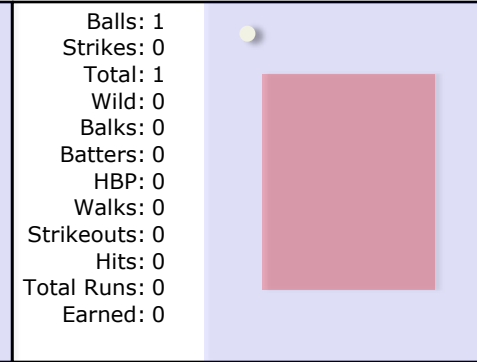 Balls: 1
Strikes: 0
Total: 1
Wild: 0
Balks: 0
Batters: 0
HBP: 0
Walks: 0
Strikeouts: 0
Hits: 0
Total Runs: 0
Earned: 0